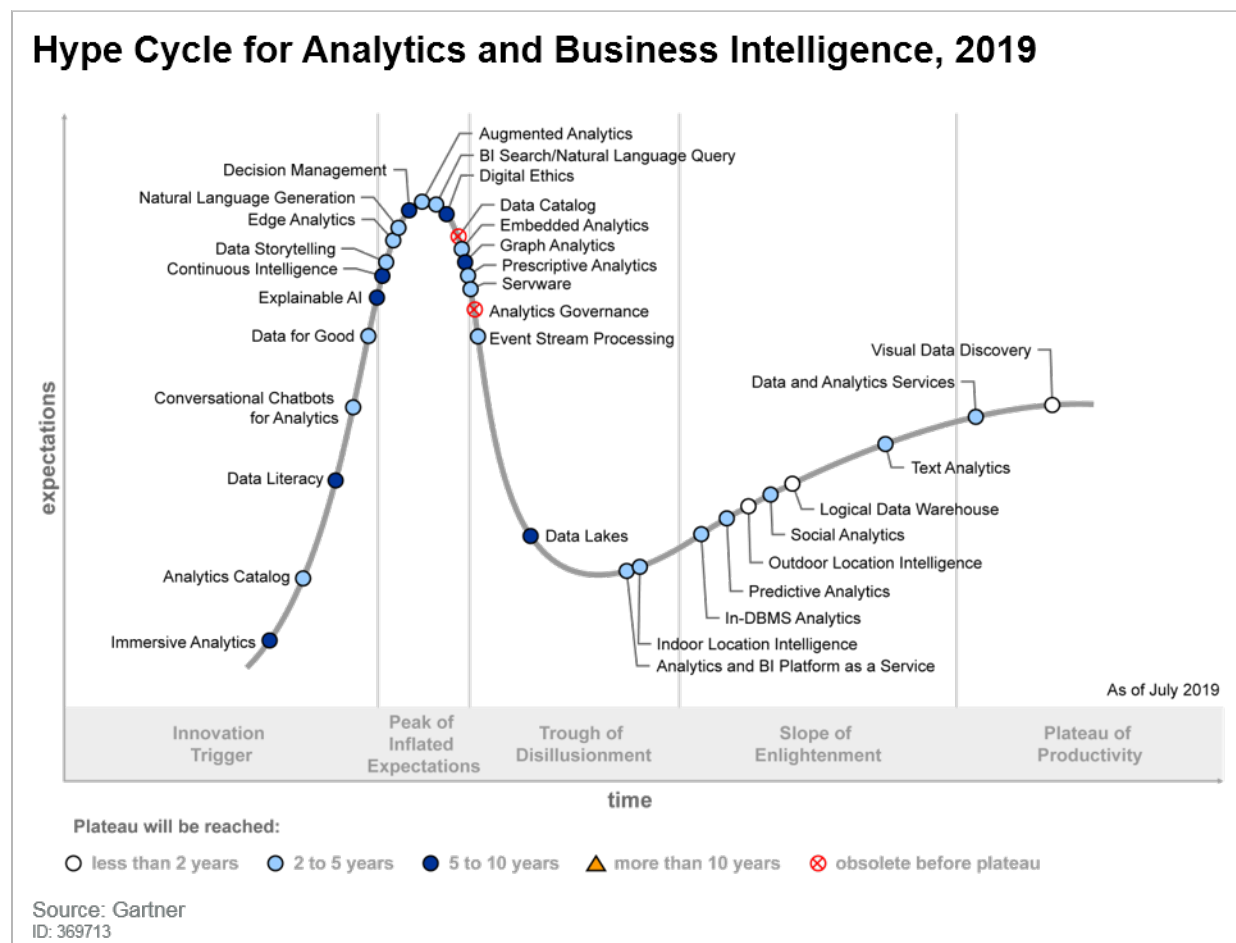 Hype Cycle for Analytics and Business Intelligence, 2019
Augmented Analytics
BI Search/Natural Language Query
Decision Management
Digital Ethics
Natural Language Generation
Data Catalog
Edge Analytics
Embedded Analytics
Data Storytelling
Graph Analytics
Continuous Intelligence
Prescriptive Analytics
Servware
Explainable AI
Analytics Governance
Data for Good
Event Stream Processing
Visual Data Discovery
Data and Analytics Services
Conversational Chatbots
for Analytics
expectations
Text Analytics
Data Literacy
Logical Data Warehouse
Data Lakes
Social Analytics
Outdoor Location Intelligence
Analytics Catalog
Predictive Analytics
In-DBMS Analytics
Immersive Analytics
Indoor Location Intelligence
Analytics and BI Platform as a Service
As of July 2019
Innovation
Trigger
Peak of
Inflated
Expectations
Trough of
Disillusionment
Slope of
Enlightenment
Plateau of
Productivity
time
Plateau will be reached:
less than 2 years
2 to 5 years
5 to 10 years
more than 10 years
obsolete before plateau
Source: Gartner
ID: 369713